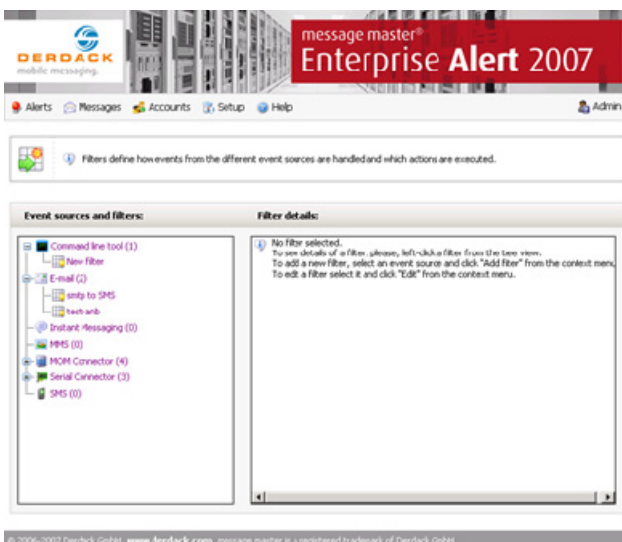 DERDACK
mobile messaging.
message master®
Enterprise Alert 2007
Alerts Messages Accounts Setup Help Admin
Filters define how events from the different event sources are handled and which actions are executed.
Event sources and filters: Filter details:
Command line tool (1)
New filter
E-mail (2)
smtp to SMS
Instant Messaging (0)
MMS (0)
MOM Connector (4)
Serial Connector (3)
SMS (0)
No filter selected.
To see details of a filter, please, left-click a filter from the tree view.
To add a new filter, select an event source and click "Add filter" from the context menu.
To edit a filter select it and click "Edit" from the context menu.
© 2006-2007 Derdack GmbH, www.derdack.com, message master is a registered trademark of Derdack GmbH